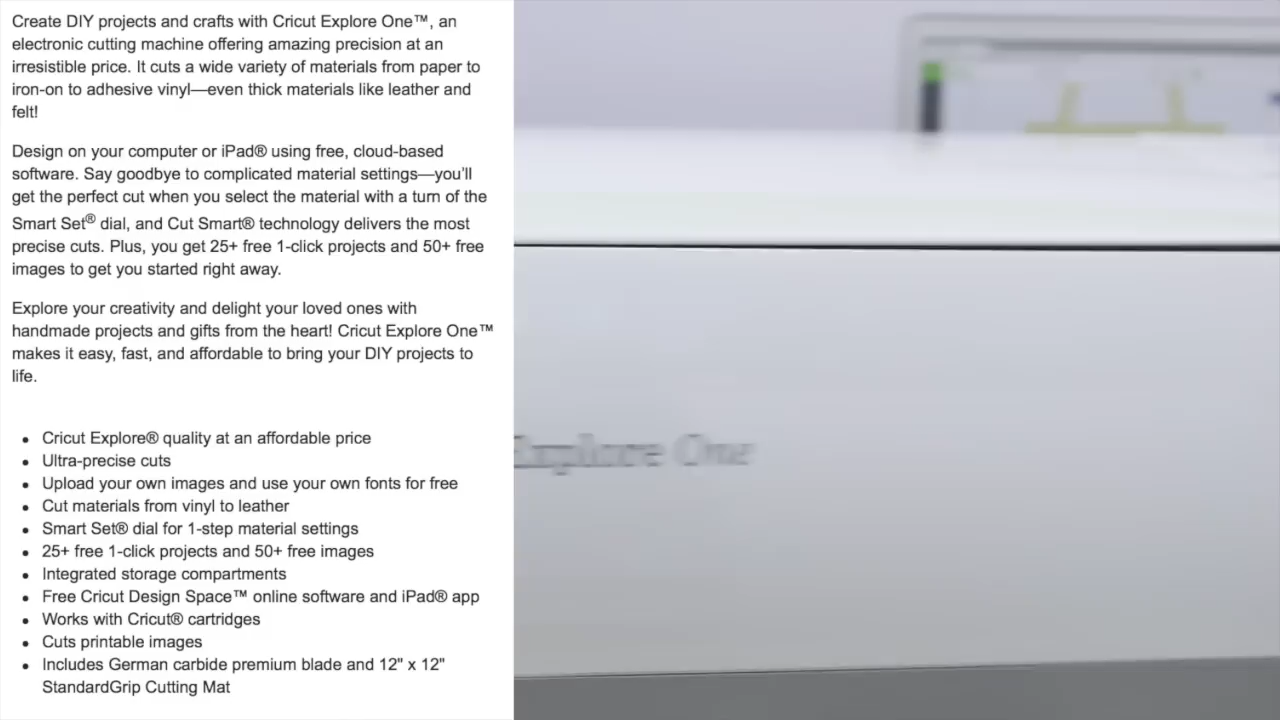 Create DIY projects and crafts with Cricut Explore One™, an
electronic cutting machine offering amazing precision at an
irresistible price. It cuts a wide variety of materials from paper to
iron-on to adhesive vinyl—even thick materials like leather and
felt!
Design on your computer or iPad® using free, cloud-based
software. Say goodbye to complicated material settings—you’ll
get the perfect cut when you select the material with a turn of the
Smart Set® dial, and Cut Smart® technology delivers the most
precise cuts. Plus, you get 25+ free 1-click projects and 50+ free
images to get you started right away.
Explore your creativity and delight your loved ones with
handmade projects and gifts from the heart! Cricut Explore One™
makes it easy, fast, and affordable to bring your DIY projects to
life.
• Cricut Explore® quality at an affordable price
• Ultra-precise cuts
• Upload your own images and use your own fonts for free
• Cut materials from vinyl to leather
• Smart Set® dial for 1-step material settings
• 25+ free 1-click projects and 50+ free images
• Integrated storage compartments
• Free Cricut Design Space™ online software and iPad® app
• Works with Cricut® cartridges
• Cuts printable images
• Includes German carbide premium blade and 12" x 12"
StandardGrip Cutting Mat
Explore One